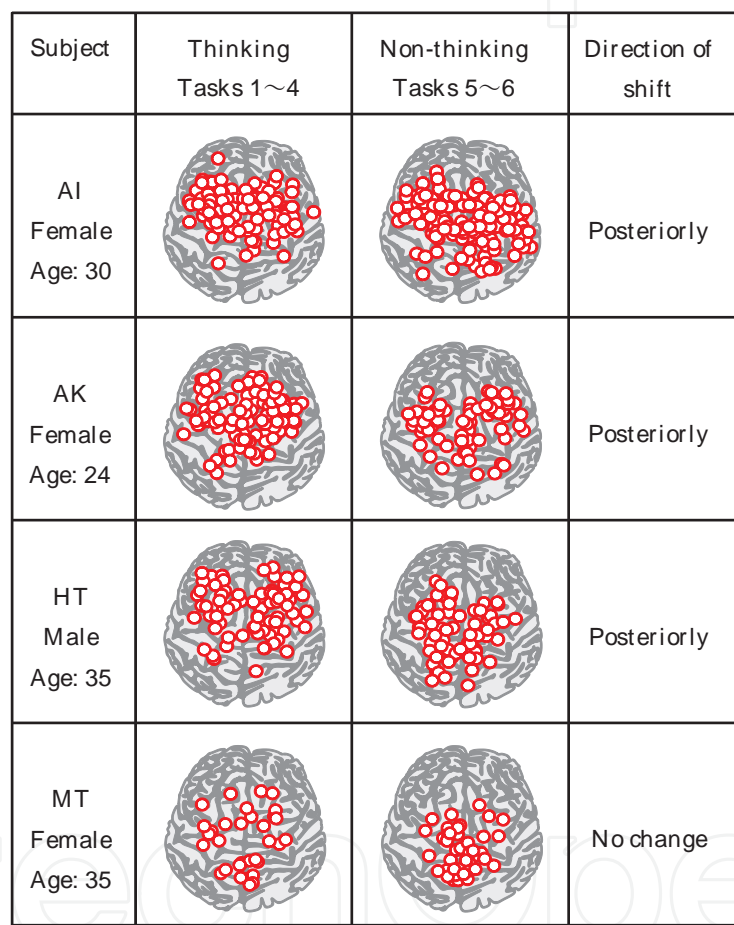 Subject
Thinking
Tasks 1～4
Non-thinking
Tasks 5～6
Direction of
shift
AI
Female
Age: 30
Posteriorly
AK
Female
Age: 24
Posteriorly
HT
Male
Age: 35
Posteriorly
MT
Female
Age: 35
No change